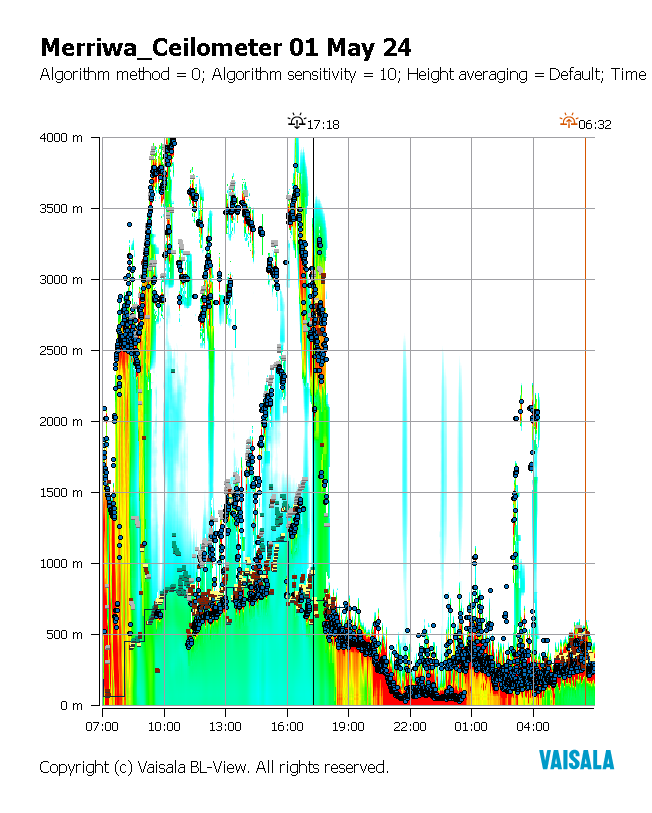 Merriwa_Ceilometer 01 May 24
Algorithm method = 0; Algorithm sensitivity = 10; Height averaging = Default; Time
17:18
06:32
4000 m
3500 m
3000 m
2500 m
2000 m
1500 m
1000 m
500 m
0 m
07:00 10:00 13:00 16:00 19:00 22:00 01:00 04:00
VAISALA
Copyright (c) Vaisala BL-View. All rights reserved.